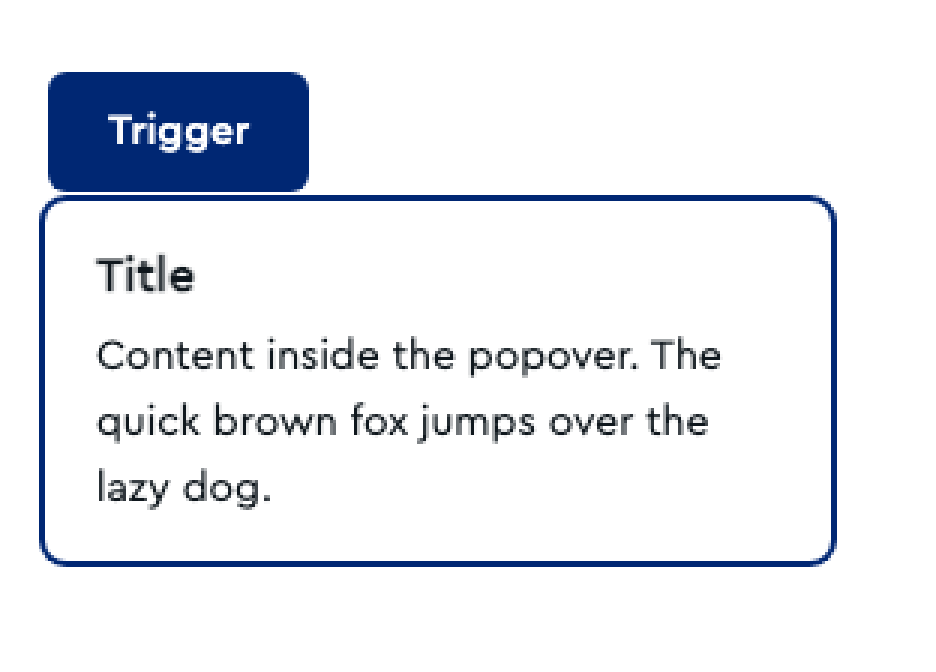 Trigger
Title
Content inside the popover. The
quick brown fox jumps over the
lazy dog.